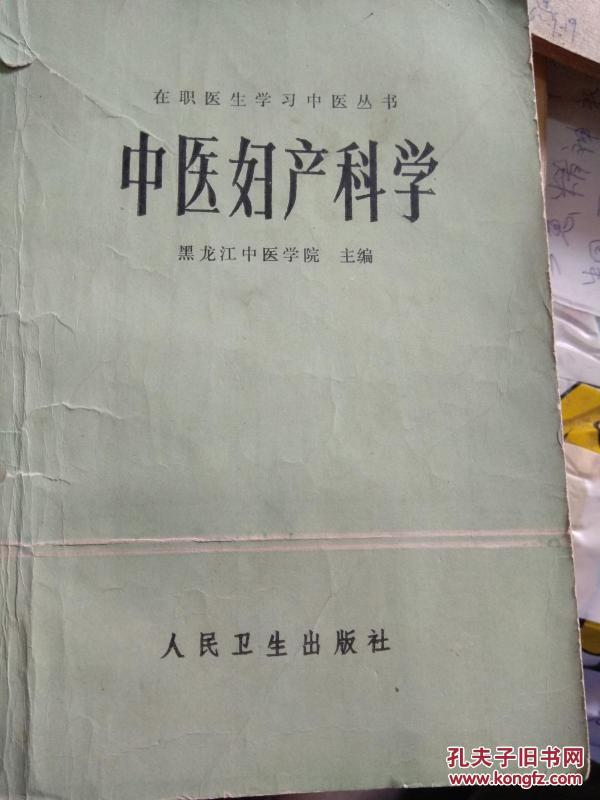 在职医生学习中医丛书
中医妇产科学
黑龙江中医学院 主编
人民卫生出版社
孔夫子旧书网
www.kongfz.com